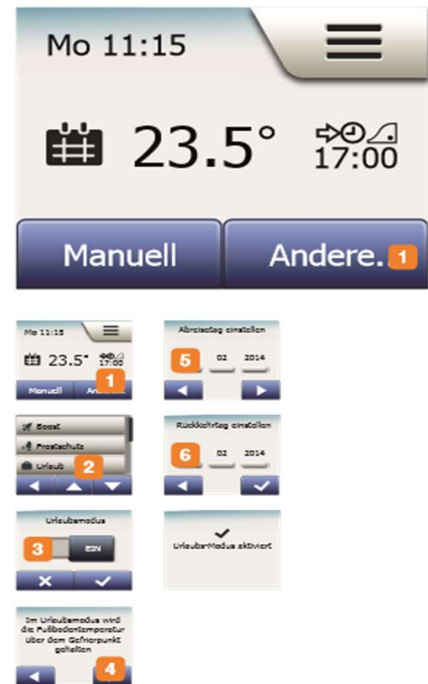 Mo 11:15
23.5°
17:00
Manuell
Andere.. 1
Mo 11:15
23.5°
17:00
Manuell
An
1
Boost
Frostschutz
Urlaub 2
Urlaubsmodus
3 EIN
Im Urlaubsmodus wird
die Fußbodentemperatur
über dem Gefrierpunkt
gehalten
4
Abreisetag einstellen
5 02 2014
Rückkehrtag einstellen
6 02 2014
Urlaubs-Modus aktiviert